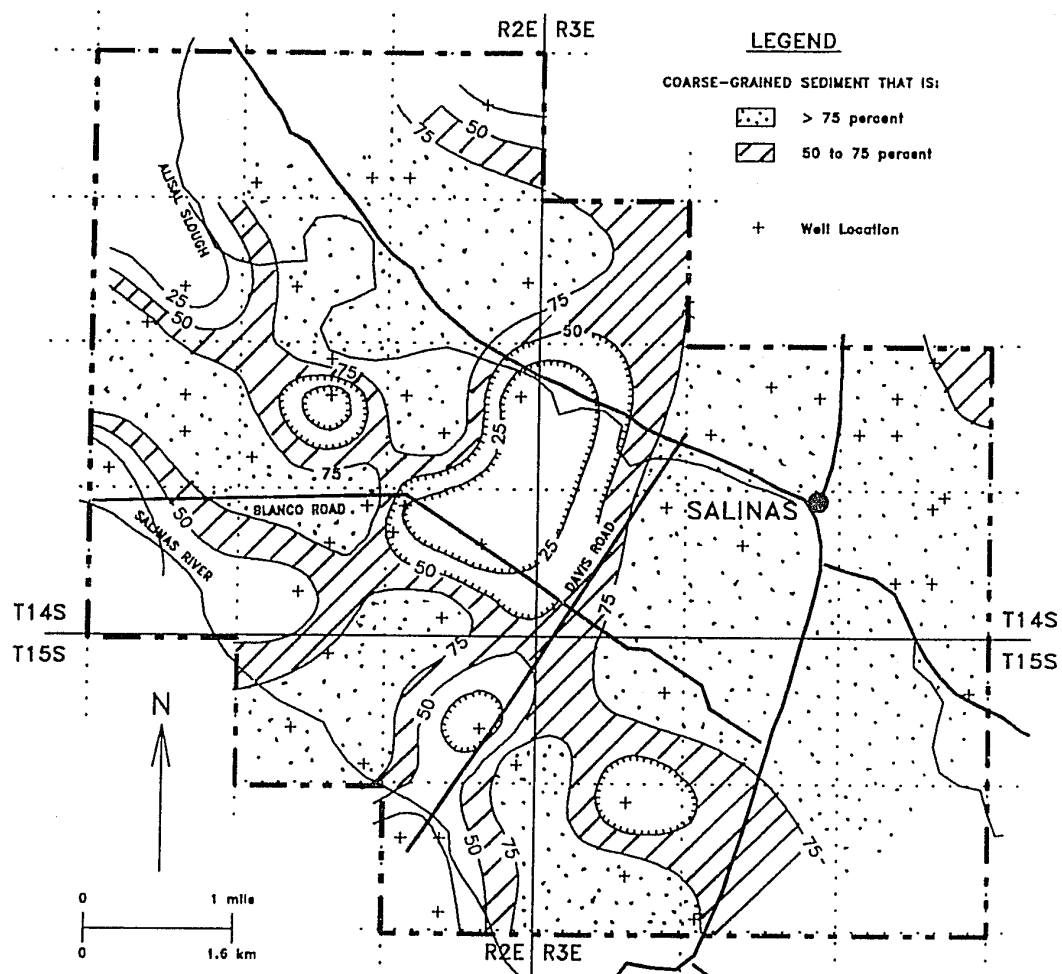 R2E R3E
LEGEND
COARSE-GRAINED SEDIMENT THAT IS:
> 75 percent
50 to 75 percent
Well Location
50
75
ALISAL SLOUGH
25
50
75
50
75
25
75
50
BLANCO ROAD
SALINAS RIVER
SALINAS
25
DAVIS ROAD
50
75
T14S
T14S
T15S
T15S
75
50
N
75
50
75
0 1 mile
0 1.6 km
R2E R3E